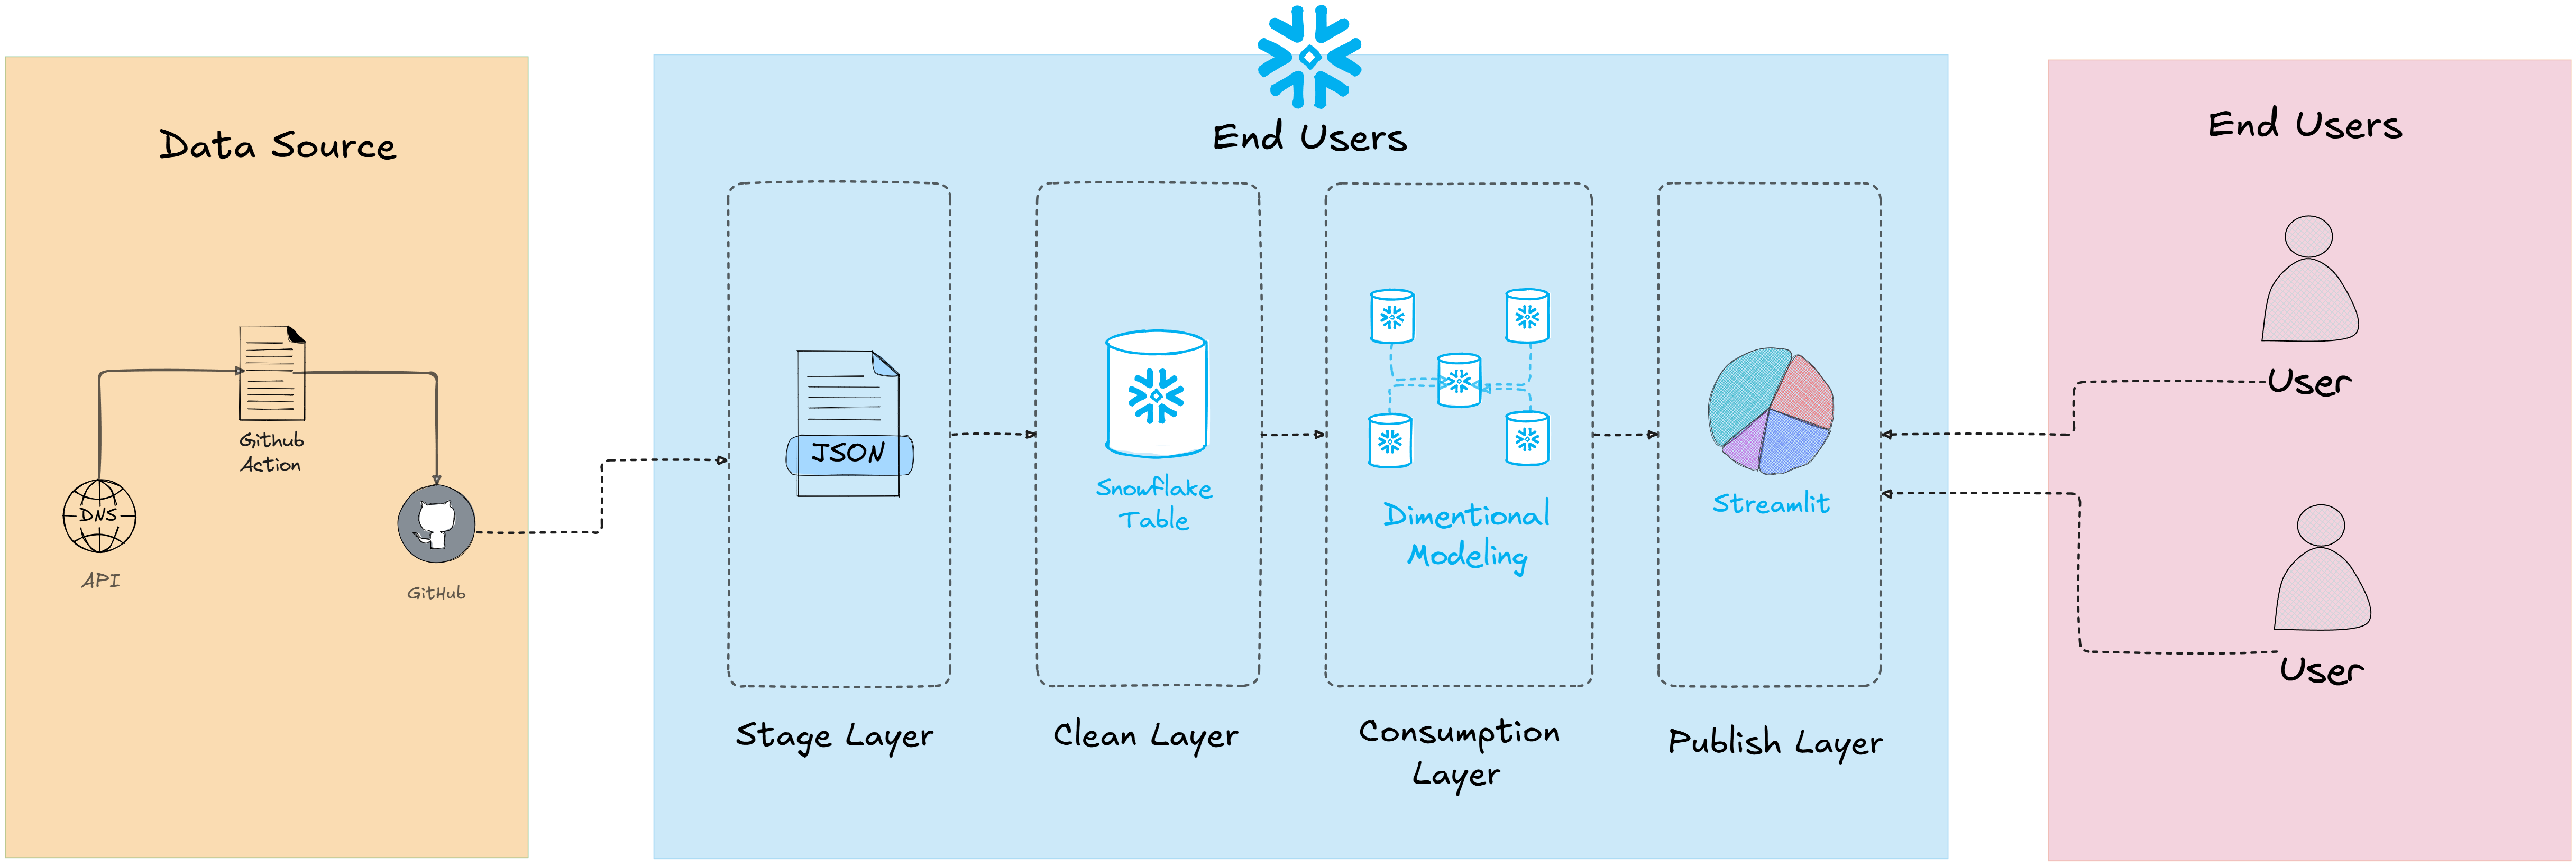 Data Source
Github
Action
DNS
API
GitHub
End Users
JSON
Snowflake
Table
Dimentional
Modeling
Streamlit
Stage Layer
Clean Layer
Consumption
Layer
Publish Layer
End Users
User
User